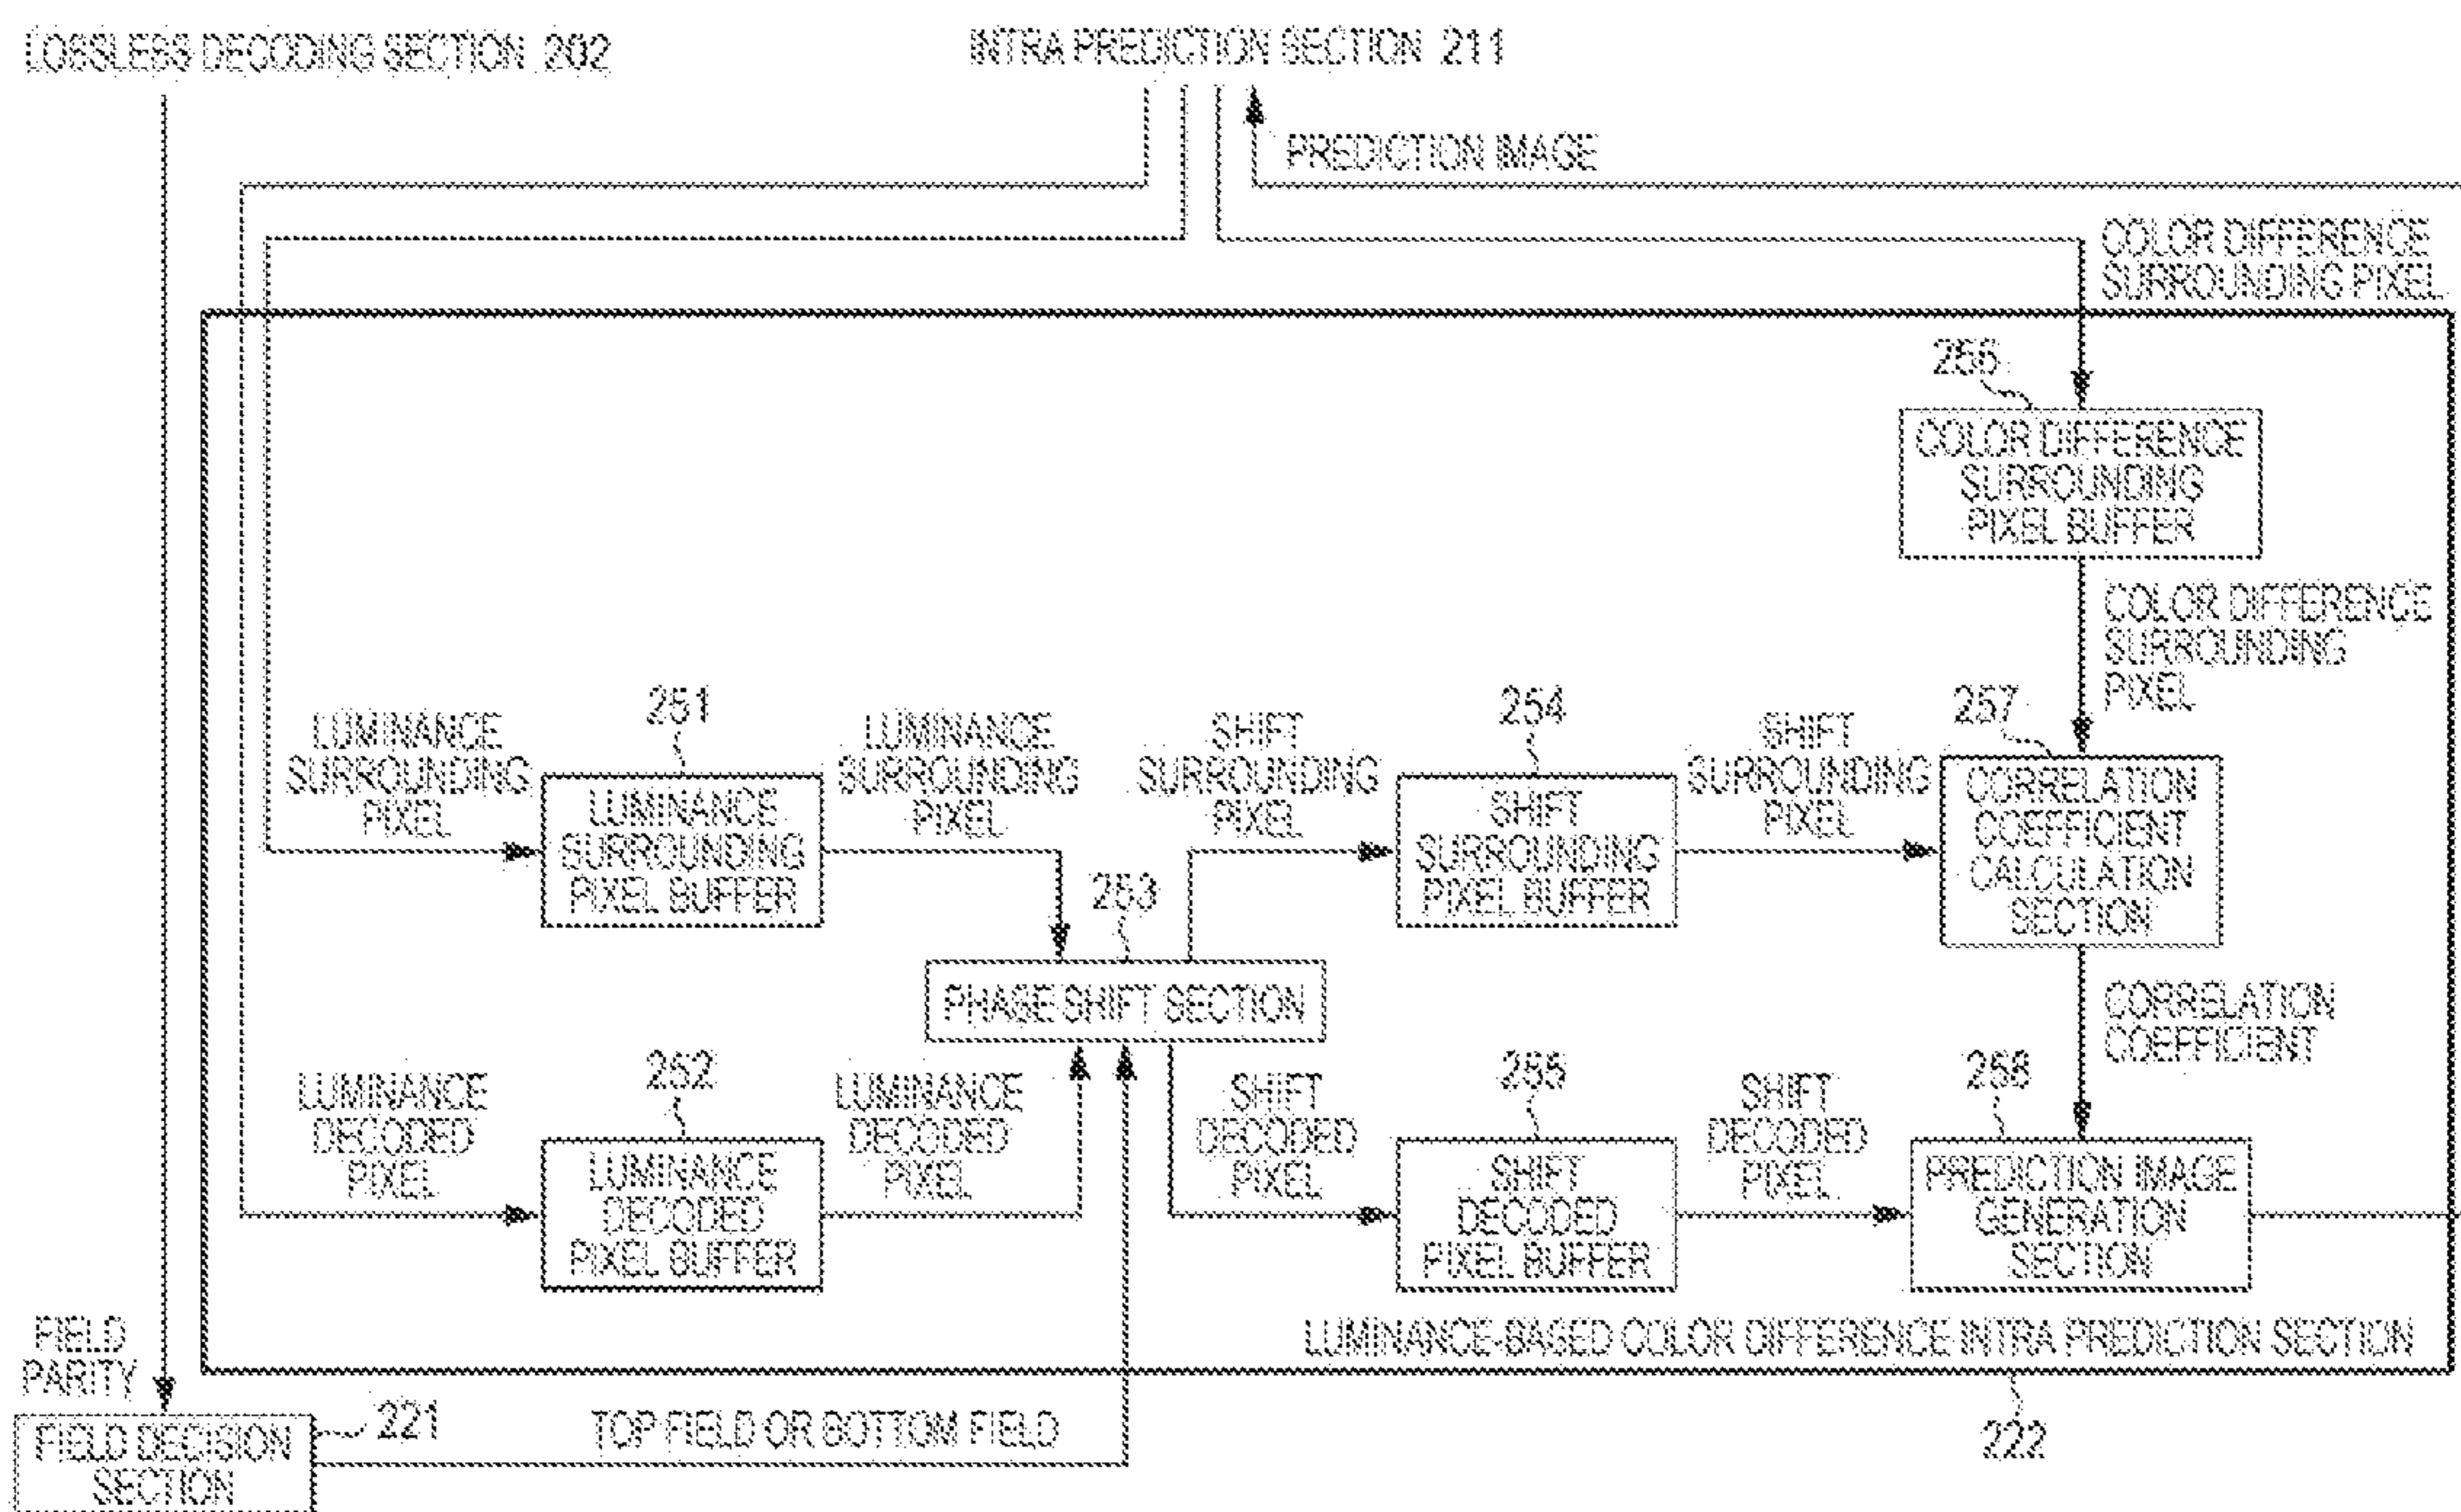 LOSSLESS DECODING SECTION 202
INTRA PREDICTION SECTION 211
PREDICTION IMAGE
COLOR DIFFERENCE
SURROUNDING PIXEL
256
COLOR DIFFERENCE
SURROUNDING
PIXEL BUFFER
COLOR DIFFERENCE
SURROUNDING
PIXEL
LUMINANCE
SURROUNDING
PIXEL
251
LUMINANCE
SURROUNDING
PIXEL BUFFER
LUMINANCE
SURROUNDING
PIXEL
SHIFT
SURROUNDING
PIXEL
254
SHIFT
SURROUNDING
PIXEL BUFFER
SHIFT
SURROUNDING
PIXEL
257
CORRELATION
COEFFICIENT
CALCULATION
SECTION
253
PHASE SHIFT SECTION
CORRELATION
COEFFICIENT
LUMINANCE
DECODED
PIXEL
252
LUMINANCE
DECODED
PIXEL BUFFER
LUMINANCE
DECODED
PIXEL
SHIFT
DECODED
PIXEL
255
SHIFT
DECODED
PIXEL BUFFER
SHIFT
DECODED
PIXEL
258
PREDICTION IMAGE
GENERATION
SECTION
LUMINANCE-BASED COLOR DIFFERENCE INTRA PREDICTION SECTION
222
FIELD
PARITY
221
FIELD DECISION
SECTION
TOP FIELD OR BOTTOM FIELD